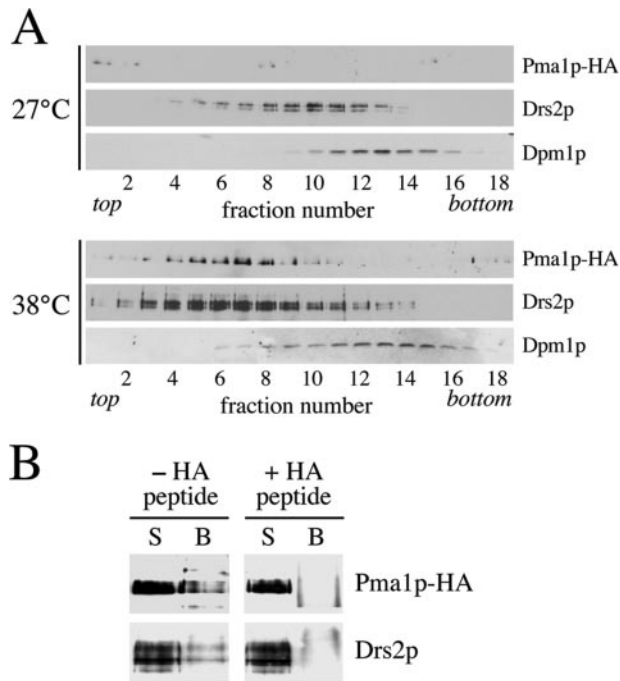 A
27°C
Pma1p-HA
Drs2p
Dpm1p
2 4 6 8 10 12 14 16 18
top fraction number bottom
38°C
Pma1p-HA
Drs2p
Dpm1p
2 4 6 8 10 12 14 16 18
top fraction number bottom
B
– HA + HA
peptide peptide
S B S B
Pma1p-HA
Drs2p